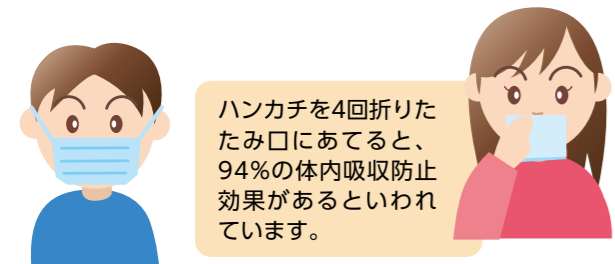 ハンカチを4回折りた
たみ口にあてると、
94%の体内吸収防止
効果があるといわれ
ています。